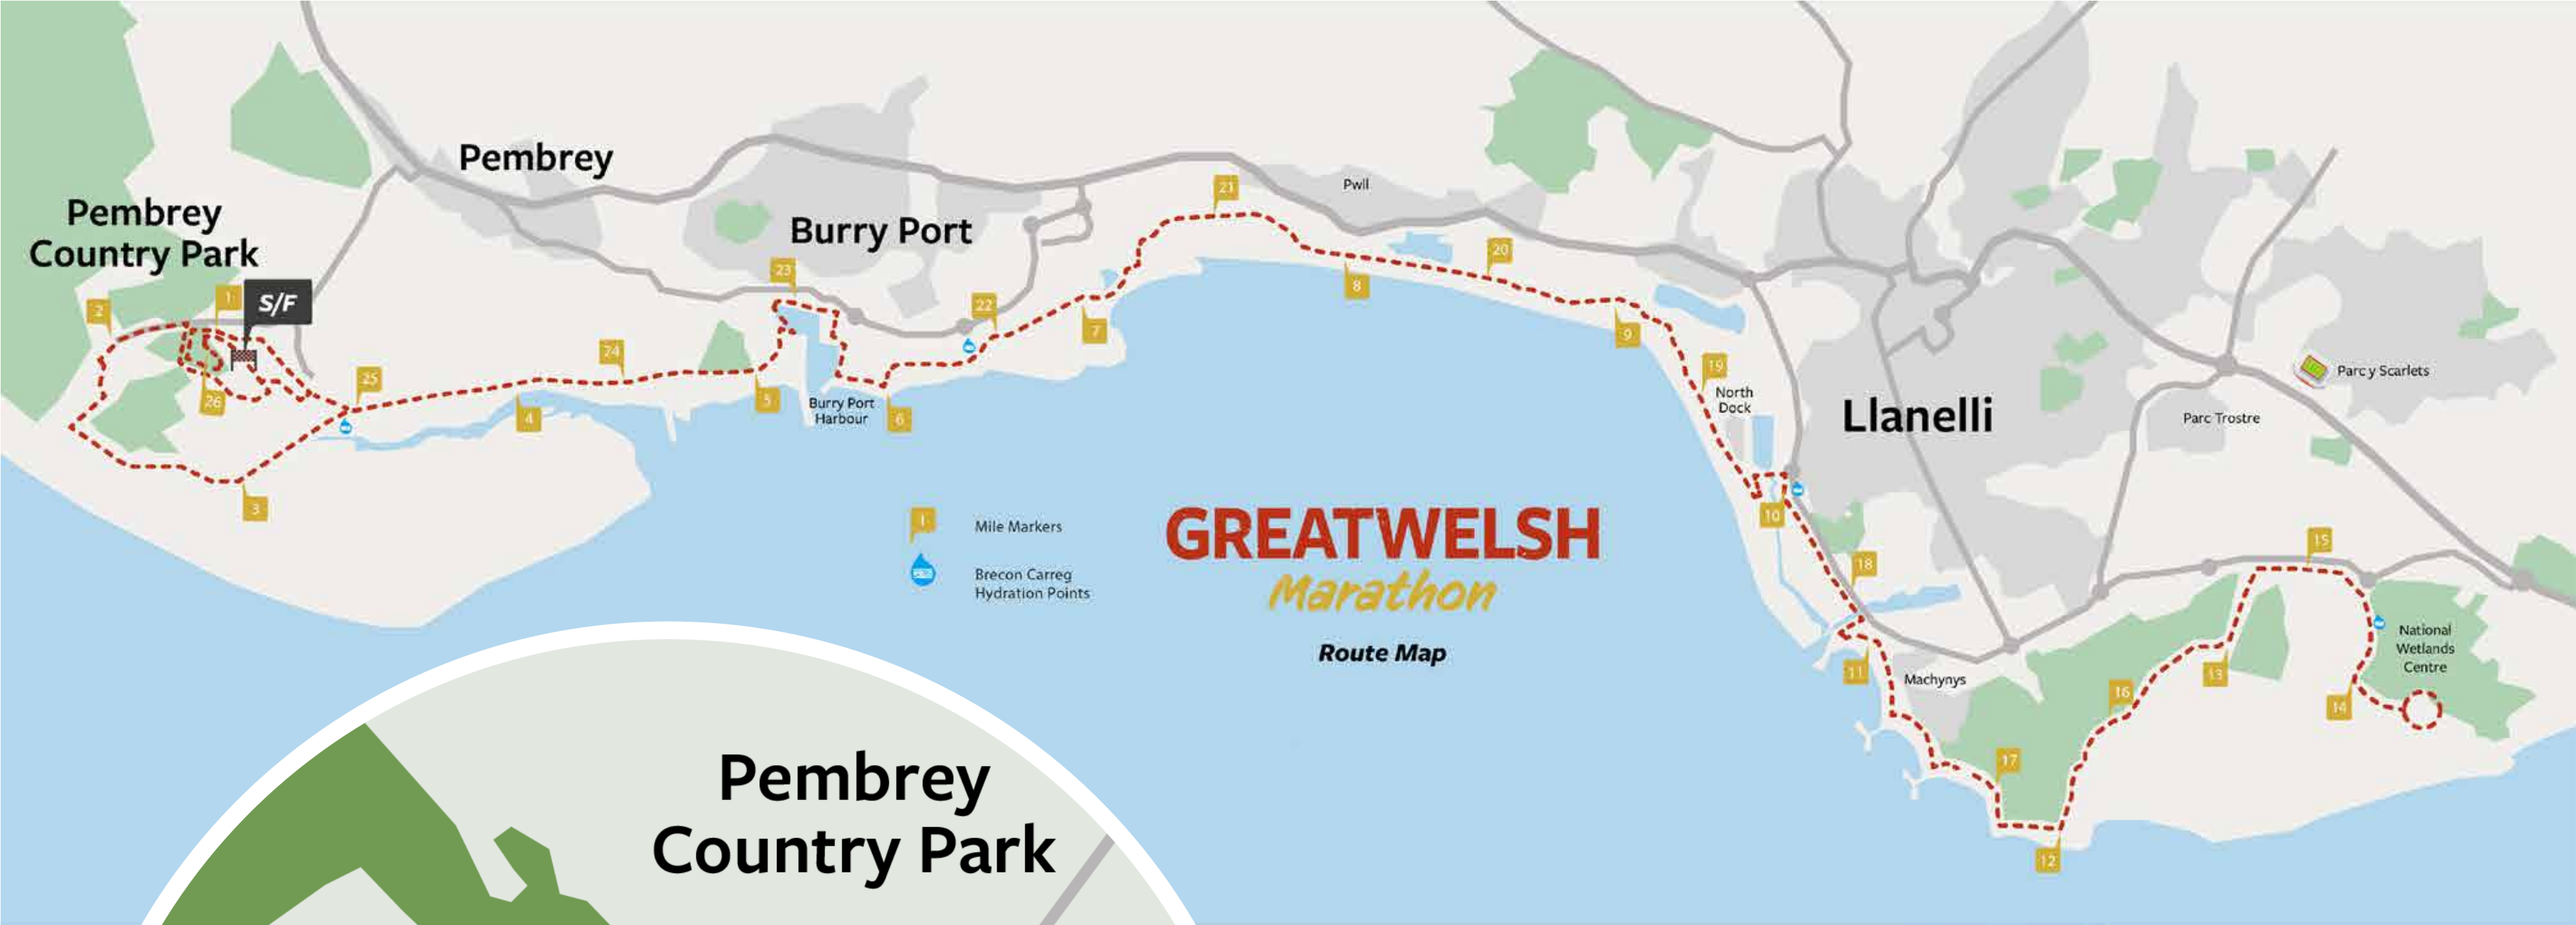 Pembrey
Pembrey
Country Park
Burry Port
Pwll
21
20
23
22
S/F
1
2
7
8
9
24
25
26
19
North
Dock
Llanelli
Parc y Scarlets
Parc Trostre
4
5
Burry Port
Harbour
6
3
10
18
15
1
Mile Markers
Brecon Carreg
Hydration Points
GREATWELSH
Marathon
Route Map
11
Machynys
16
13
14
National
Wetlands
Centre
17
12
Pembrey
Country Park